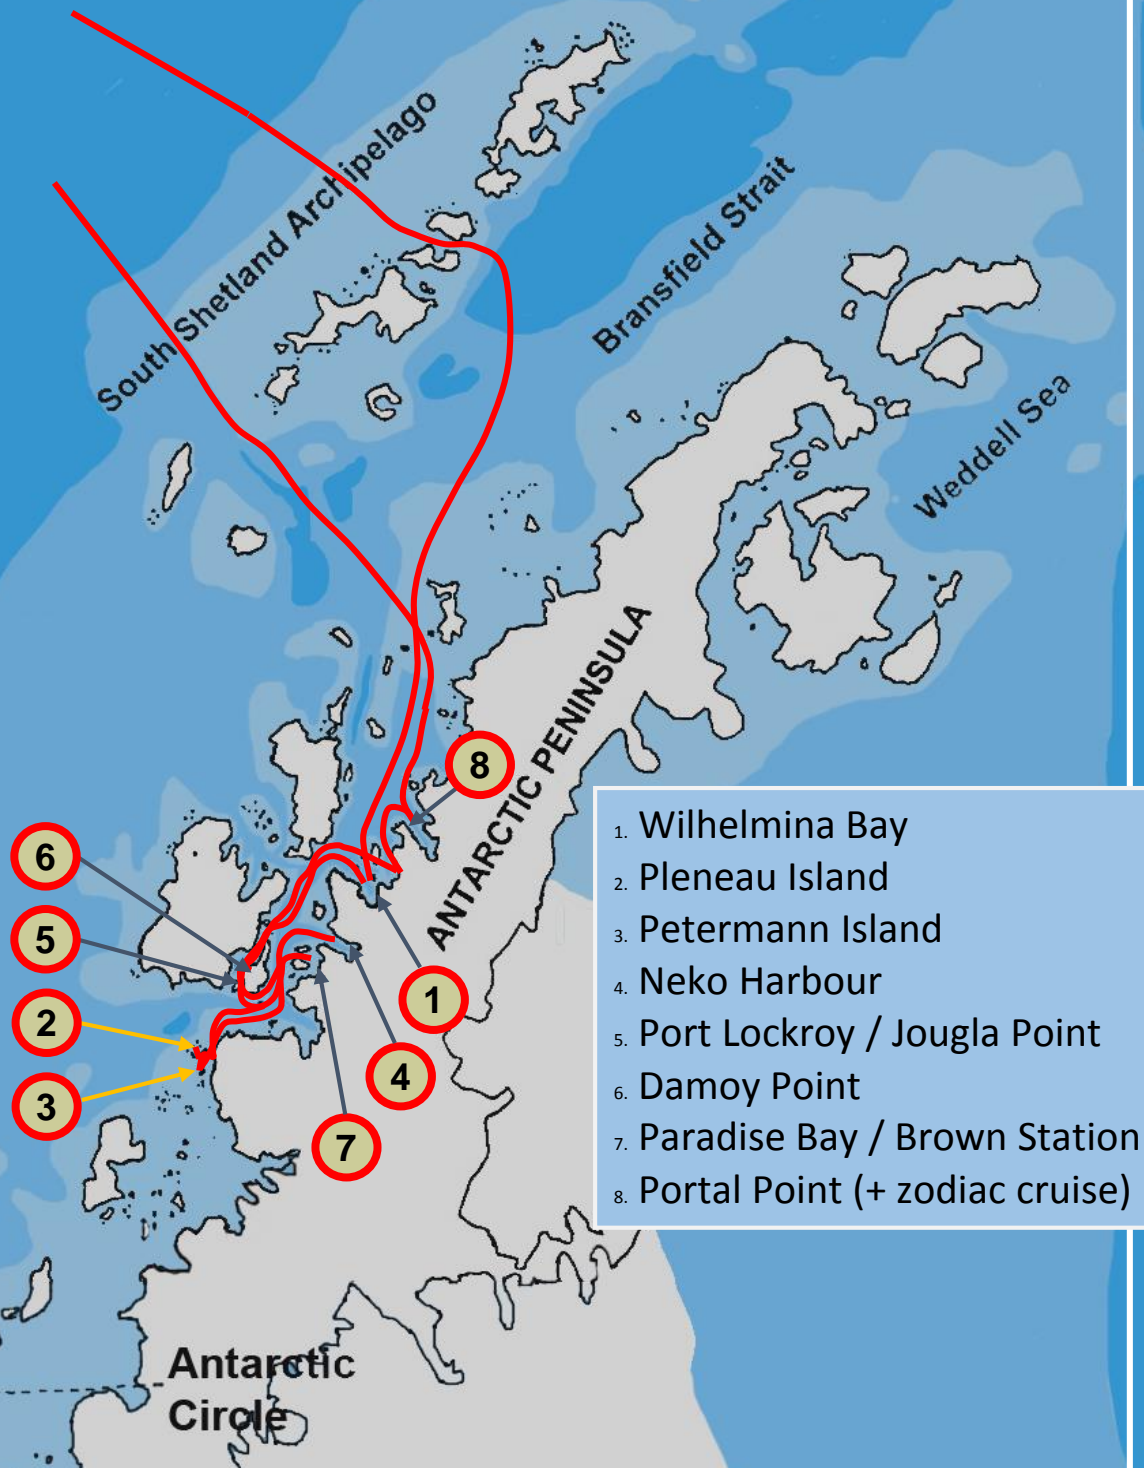 South Shetland Archipelago
Bransfield Strait
Weddell Sea
ANTARCTIC PENINSULA
8
6
5
2
3
1
4
7
1. Wilhelmina Bay
2. Pleneau Island
3. Petermann Island
4. Neko Harbour
5. Port Lockroy / Jougla Point
6. Damoy Point
7. Paradise Bay / Brown Station
8. Portal Point (+ zodiac cruise)
Antarctic
Circle